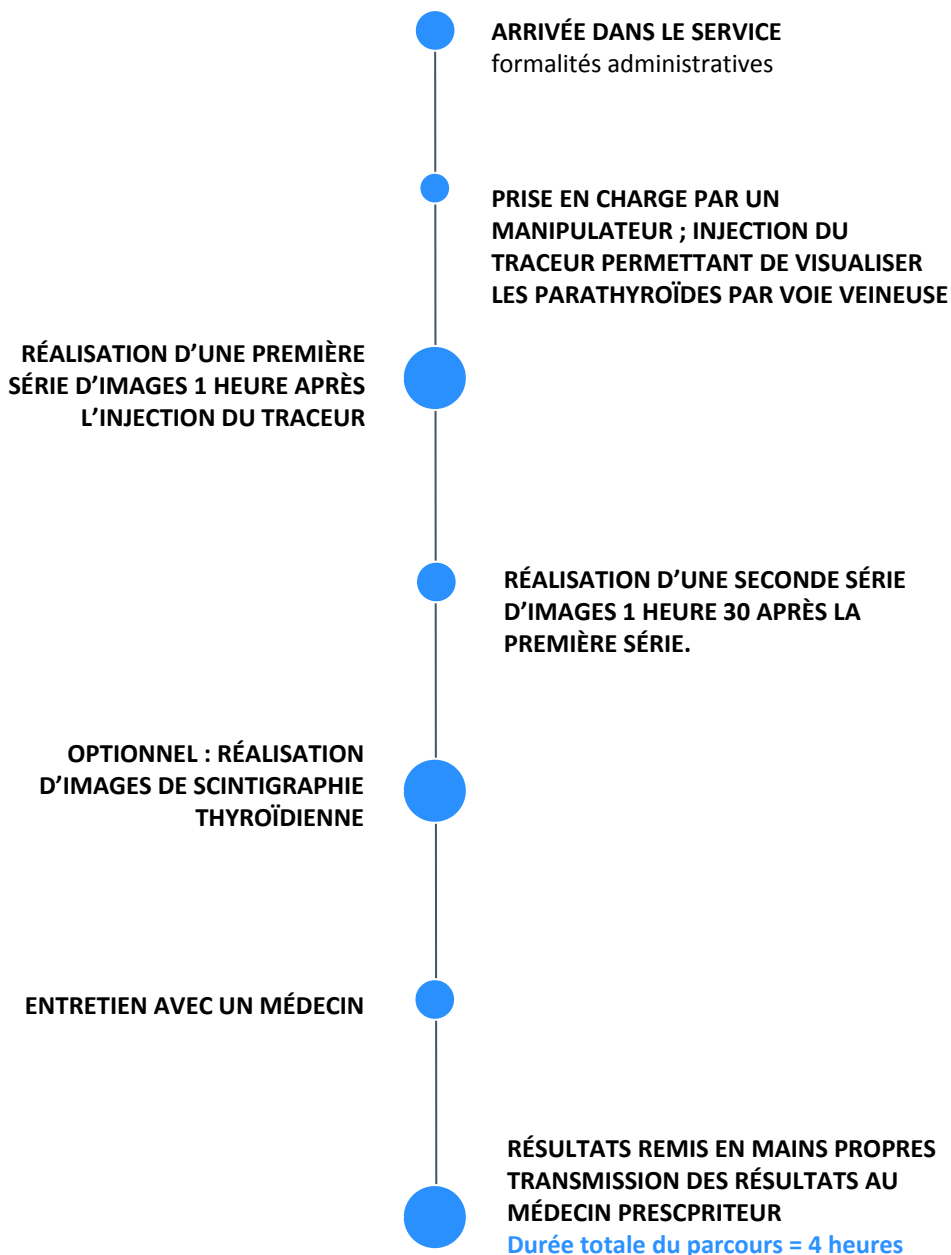 ARRIVÉE DANS LE SERVICE
formalités administratives
PRISE EN CHARGE PAR UN
MANIPULATEUR ; INJECTION DU
TRACEUR PERMETTANT DE VISUALISER
LES PARATHYROÏDES PAR VOIE VEINEUSE
RÉALISATION D’UNE PREMIÈRE
SÉRIE D’IMAGES 1 HEURE APRÈS
L’INJECTION DU TRACEUR
RÉALISATION D’UNE SECONDE SÉRIE
D’IMAGES 1 HEURE 30 APRÈS LA
PREMIÈRE SÉRIE.
OPTIONNEL : RÉALISATION
D’IMAGES DE SCINTIGRAPHIE
THYROÏDIENNE
ENTRETIEN AVEC UN MÉDECIN
RÉSULTATS REMIS EN MAINS PROPRES
TRANSMISSION DES RÉSULTATS AU
MÉDECIN PRESCPRITEUR
Durée totale du parcours = 4 heures